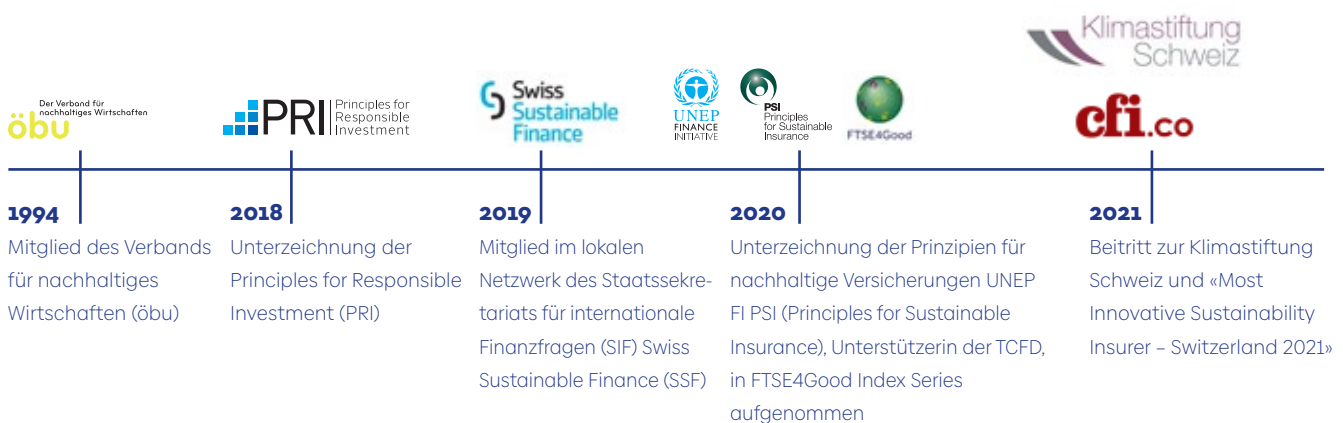 Der Verband für
nachhaltiges Wirtschaften
öbu
PRI
Principles for
Responsible
Investment
Swiss
Sustainable
Finance
UNEP
FINANCE
INITIATIVE
PSI
Principles
for Sustainable
Insurance
FTSE4Good
Klimastiftung
Schweiz
cfi.co
1994
Mitglied des Verbands
für nachhaltiges
Wirtschaften (öbu)
2018
Unterzeichnung der
Principles for Responsible
Investment (PRI)
2019
Mitglied im lokalen
Netzwerk des Staatssekre-
tariats für internationale
Finanzfragen (SIF) Swiss
Sustainable Finance (SSF)
2020
Unterzeichnung der Prinzipien für
nachhaltige Versicherungen UNEP
FI PSI (Principles for Sustainable
Insurance), Unterstützerin der TCFD,
in FTSE4Good Index Series
aufgenommen
2021
Beitritt zur Klimastiftung
Schweiz und «Most
Innovative Sustainability
Insurer – Switzerland 2021»